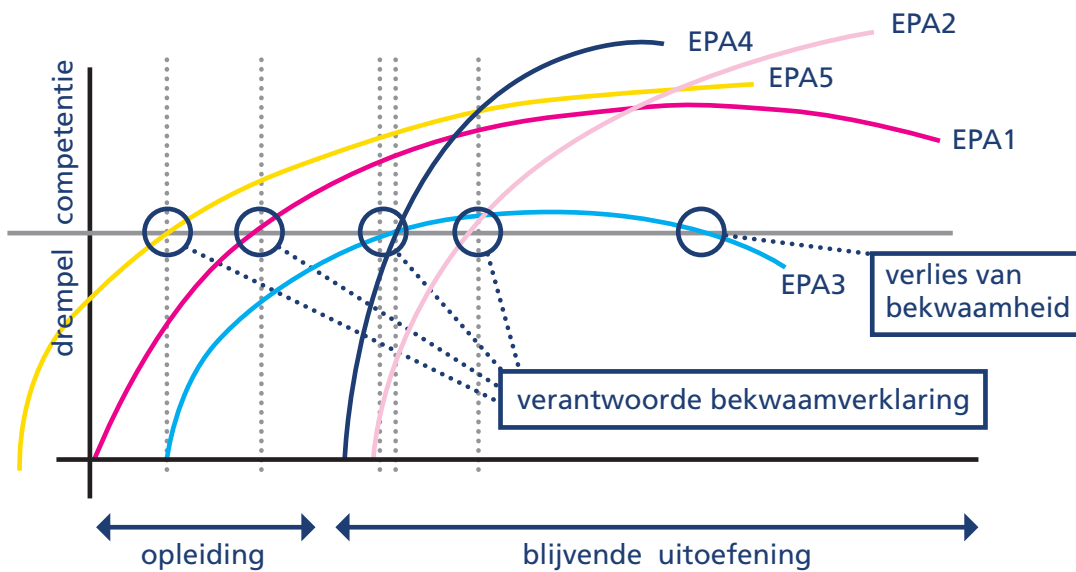 EPA2
EPA4
EPA5
EPA1
drempel competentie
EPA3
verlies van
bekwaamheid
verantwoorde bekwaamverklaring
opleiding
blijvende uitoefening